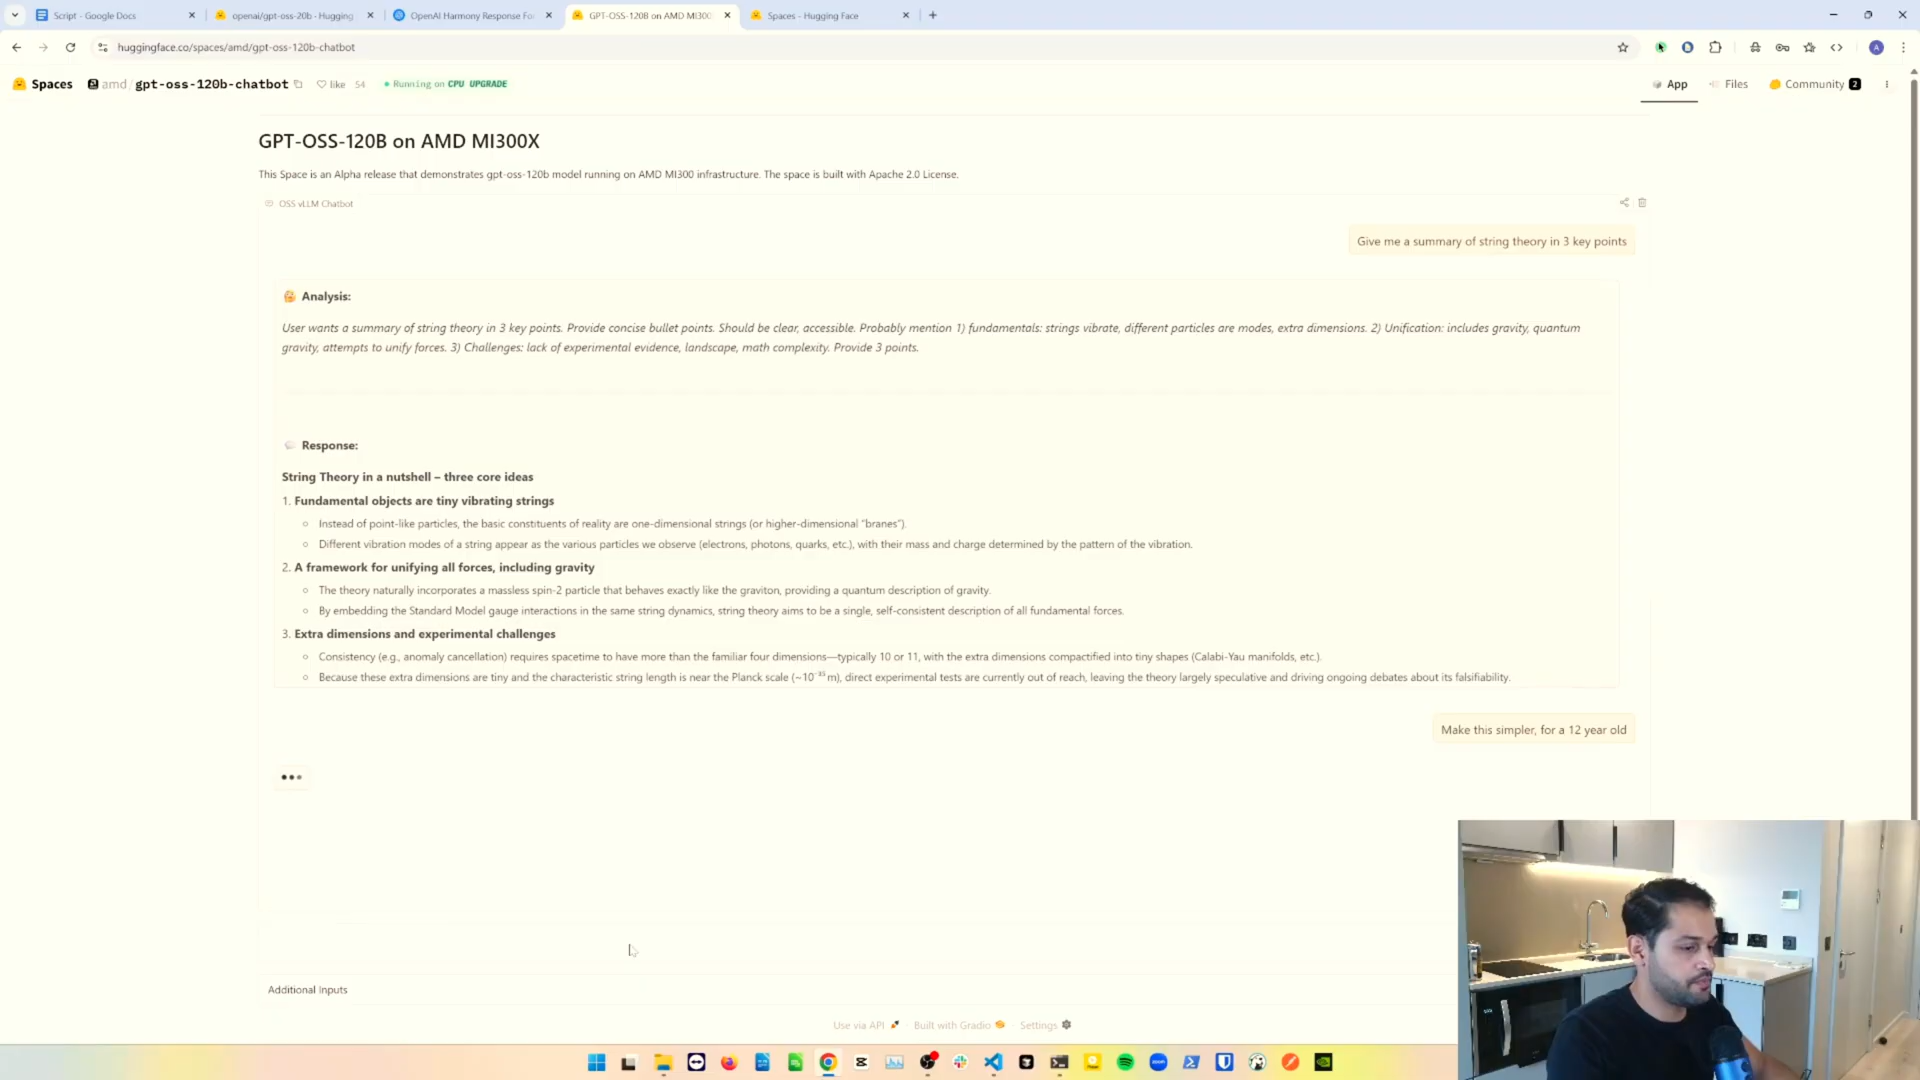 Script - Google Docs
openai/gpt-oss-20b · Hugging
OpenAI Harmony Response Fo
GPT-OSS-120B on AMD MI300
Spaces - Hugging Face
huggingface.co/spaces/amd/gpt-oss-120b-chatbot
A
Spaces
amd/gpt-oss-120b-chatbot
like 54
Running on CPU UPGRADE
App
Files
Community 2
GPT-OSS-120B on AMD MI300X
This Space is an Alpha release that demonstrates gpt-oss-120b model running on AMD MI300 infrastructure. The space is built with Apache 2.0 License.
OSS vLLM Chatbot
Give me a summary of string theory in 3 key points
Analysis:
User wants a summary of string theory in 3 key points. Provide concise bullet points. Should be clear, accessible. Probably mention 1) fundamentals: strings vibrate, different particles are modes, extra dimensions. 2) Unification: includes gravity, quantum
gravity, attempts to unify forces. 3) Challenges: lack of experimental evidence, landscape, math complexity. Provide 3 points.
Response:
String Theory in a nutshell – three core ideas
1. Fundamental objects are tiny vibrating strings
Instead of point-like particles, the basic constituents of reality are one-dimensional strings (or higher-dimensional “branes”).
Different vibration modes of a string appear as the various particles we observe (electrons, photons, quarks, etc.), with their mass and charge determined by the pattern of the vibration.
2. A framework for unifying all forces, including gravity
The theory naturally incorporates a massless spin-2 particle that behaves exactly like the graviton, providing a quantum description of gravity.
By embedding the Standard Model gauge interactions in the same string dynamics, string theory aims to be a single, self-consistent description of all fundamental forces.
3. Extra dimensions and experimental challenges
Consistency (e.g., anomaly cancellation) requires spacetime to have more than the familiar four dimensions—typically 10 or 11, with the extra dimensions compactified into tiny shapes (Calabi-Yau manifolds, etc.).
Because these extra dimensions are tiny and the characteristic string length is near the Planck scale (~10⁻³⁵ m), direct experimental tests are currently out of reach, leaving the theory largely speculative and driving ongoing debates about its falsifiability.
Make this simpler, for a 12 year old
Additional Inputs
Use via API · Built with Gradio · Settings